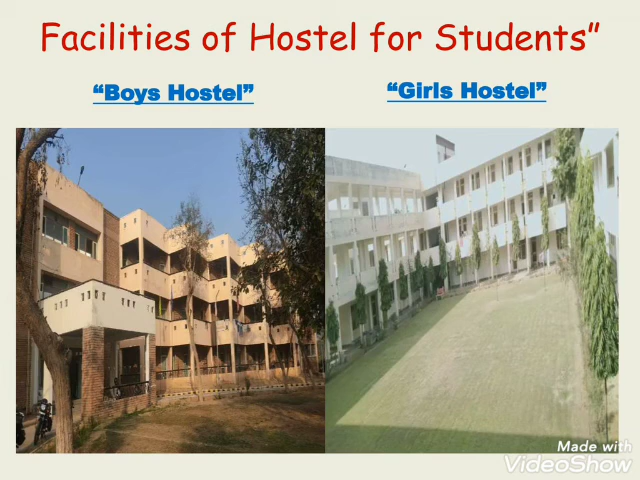 Facilities of Hostel for Students”
“Boys Hostel”
“Girls Hostel”
Made with
VideoShow